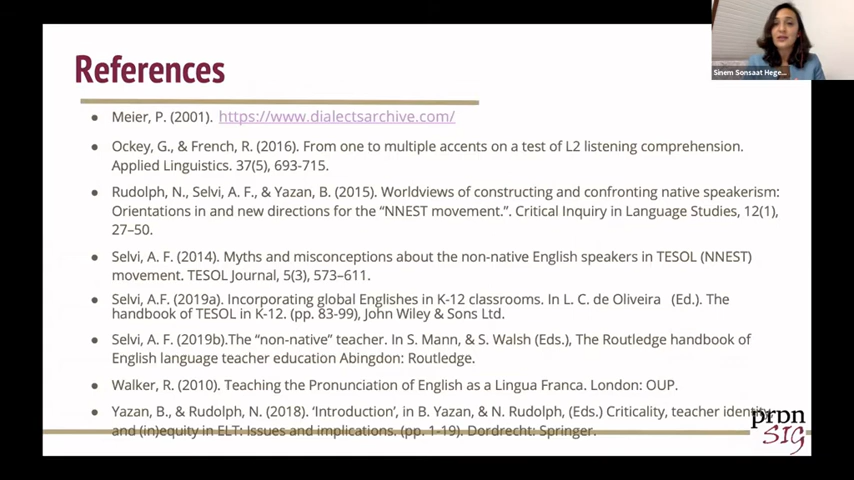 References
Sinem Sonsaat Hege...
Meier, P. (2001). https://www.dialectsarchive.com/
Ockey, G., & French, R. (2016). From one to multiple accents on a test of L2 listening comprehension.
Applied Linguistics. 37(5), 693-715.
Rudolph, N., Selvi, A. F., & Yazan, B. (2015). Worldviews of constructing and confronting native speakerism:
Orientations in and new directions for the “NNEST movement.”. Critical Inquiry in Language Studies, 12(1),
27–50.
Selvi, A. F. (2014). Myths and misconceptions about the non-native English speakers in TESOL (NNEST)
movement. TESOL Journal, 5(3), 573–611.
Selvi, A.F. (2019a). Incorporating global Englishes in K-12 classrooms. In L. C. de Oliveira (Ed.). The
handbook of TESOL in K-12. (pp. 83-99), John Wiley & Sons Ltd.
Selvi, A. F. (2019b).The “non-native” teacher. In S. Mann, & S. Walsh (Eds.), The Routledge handbook of
English language teacher education Abingdon: Routledge.
Walker, R. (2010). Teaching the Pronunciation of English as a Lingua Franca. London: OUP.
Yazan, B., & Rudolph, N. (2018). ‘Introduction’, in B. Yazan, & N. Rudolph, (Eds.) Criticality, teacher identity,
and (in)equity in ELT: Issues and implications. (pp. 1-19). Dordrecht: Springer.
prɒn
SIG